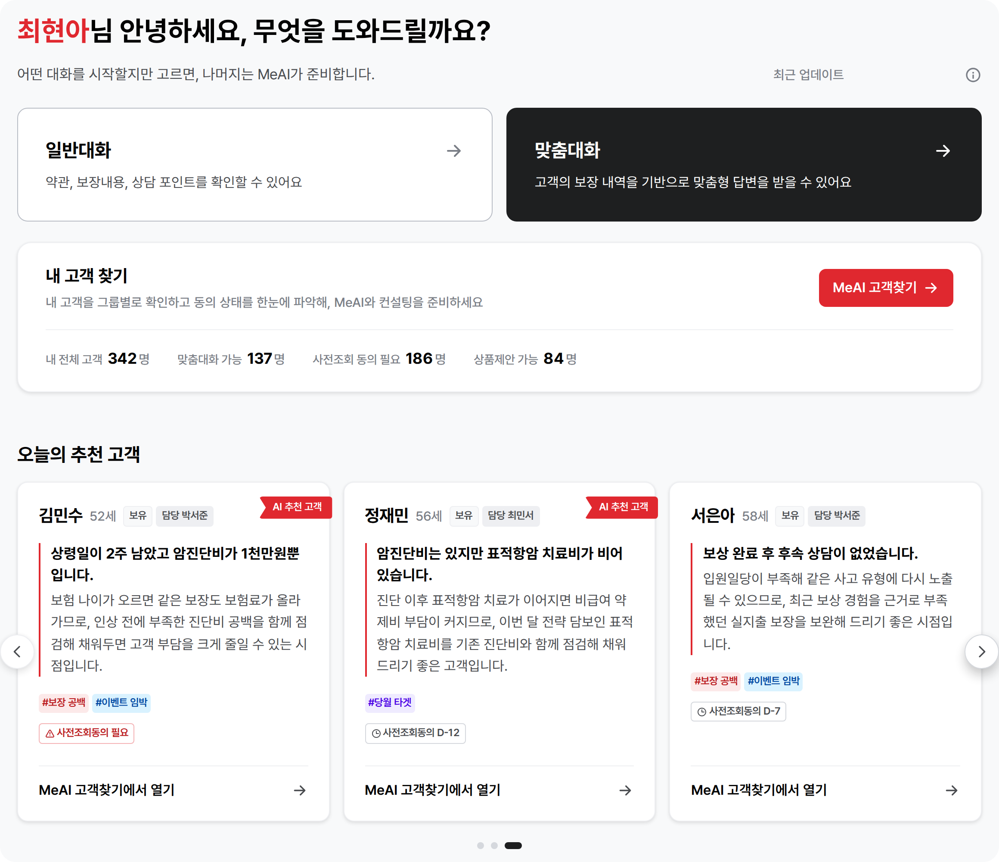 최현아님 안녕하세요, 무엇을 도와드릴까요?
어떤 대화를 시작할지만 고르면, 나머지는 MeAI가 준비합니다.
최근 업데이트
일반대화
약관, 보장내용, 상담 포인트를 확인할 수 있어요
맞춤대화
고객의 보장 내역을 기반으로 맞춤형 답변을 받을 수 있어요
내 고객 찾기
내 고객을 그룹별로 확인하고 동의 상태를 한눈에 파악해, MeAI와 컨설팅을 준비하세요
MeAI 고객찾기
내 전체 고객 342명
맞춤대화 가능 137명
사전조회 동의 필요 186명
상품제안 가능 84명
오늘의 추천 고객
AI 추천 고객
김민수 52세 보유 담당 박서준
상령일이 2주 남았고 암진단비가 1천만원뿐
입니다.
보험 나이가 오르면 같은 보장도 보험료가 올라
가므로, 인상 전에 부족한 진단비 공백을 함께 점
검해 채워두면 고객 부담을 크게 줄일 수 있는 시
점입니다.
#보장 공백 #이벤트 임박
사전조회동의 필요
MeAI 고객찾기에서 열기
AI 추천 고객
정재민 56세 보유 담당 최민서
암진단비는 있지만 표적항암 치료비가 비어
있습니다.
진단 이후 표적항암 치료가 이어지면 비급여 약
제비 부담이 커지므로, 이번 달 전략 담보인 표적
항암 치료비를 기존 진단비와 함께 점검해 채워
드리기 좋은 고객입니다.
#당월 타겟
사전조회동의 D-12
MeAI 고객찾기에서 열기
서은아 58세 보유 담당 박서준
보상 완료 후 후속 상담이 없었습니다.
입원일당이 부족해 같은 사고 유형에 다시 노출
될 수 있으므로, 최근 보상 경험을 근거로 부족
했던 실지출 보장을 보완해 드리기 좋은 시점입
니다.
#보장 공백 #이벤트 임박
사전조회동의 D-7
MeAI 고객찾기에서 열기